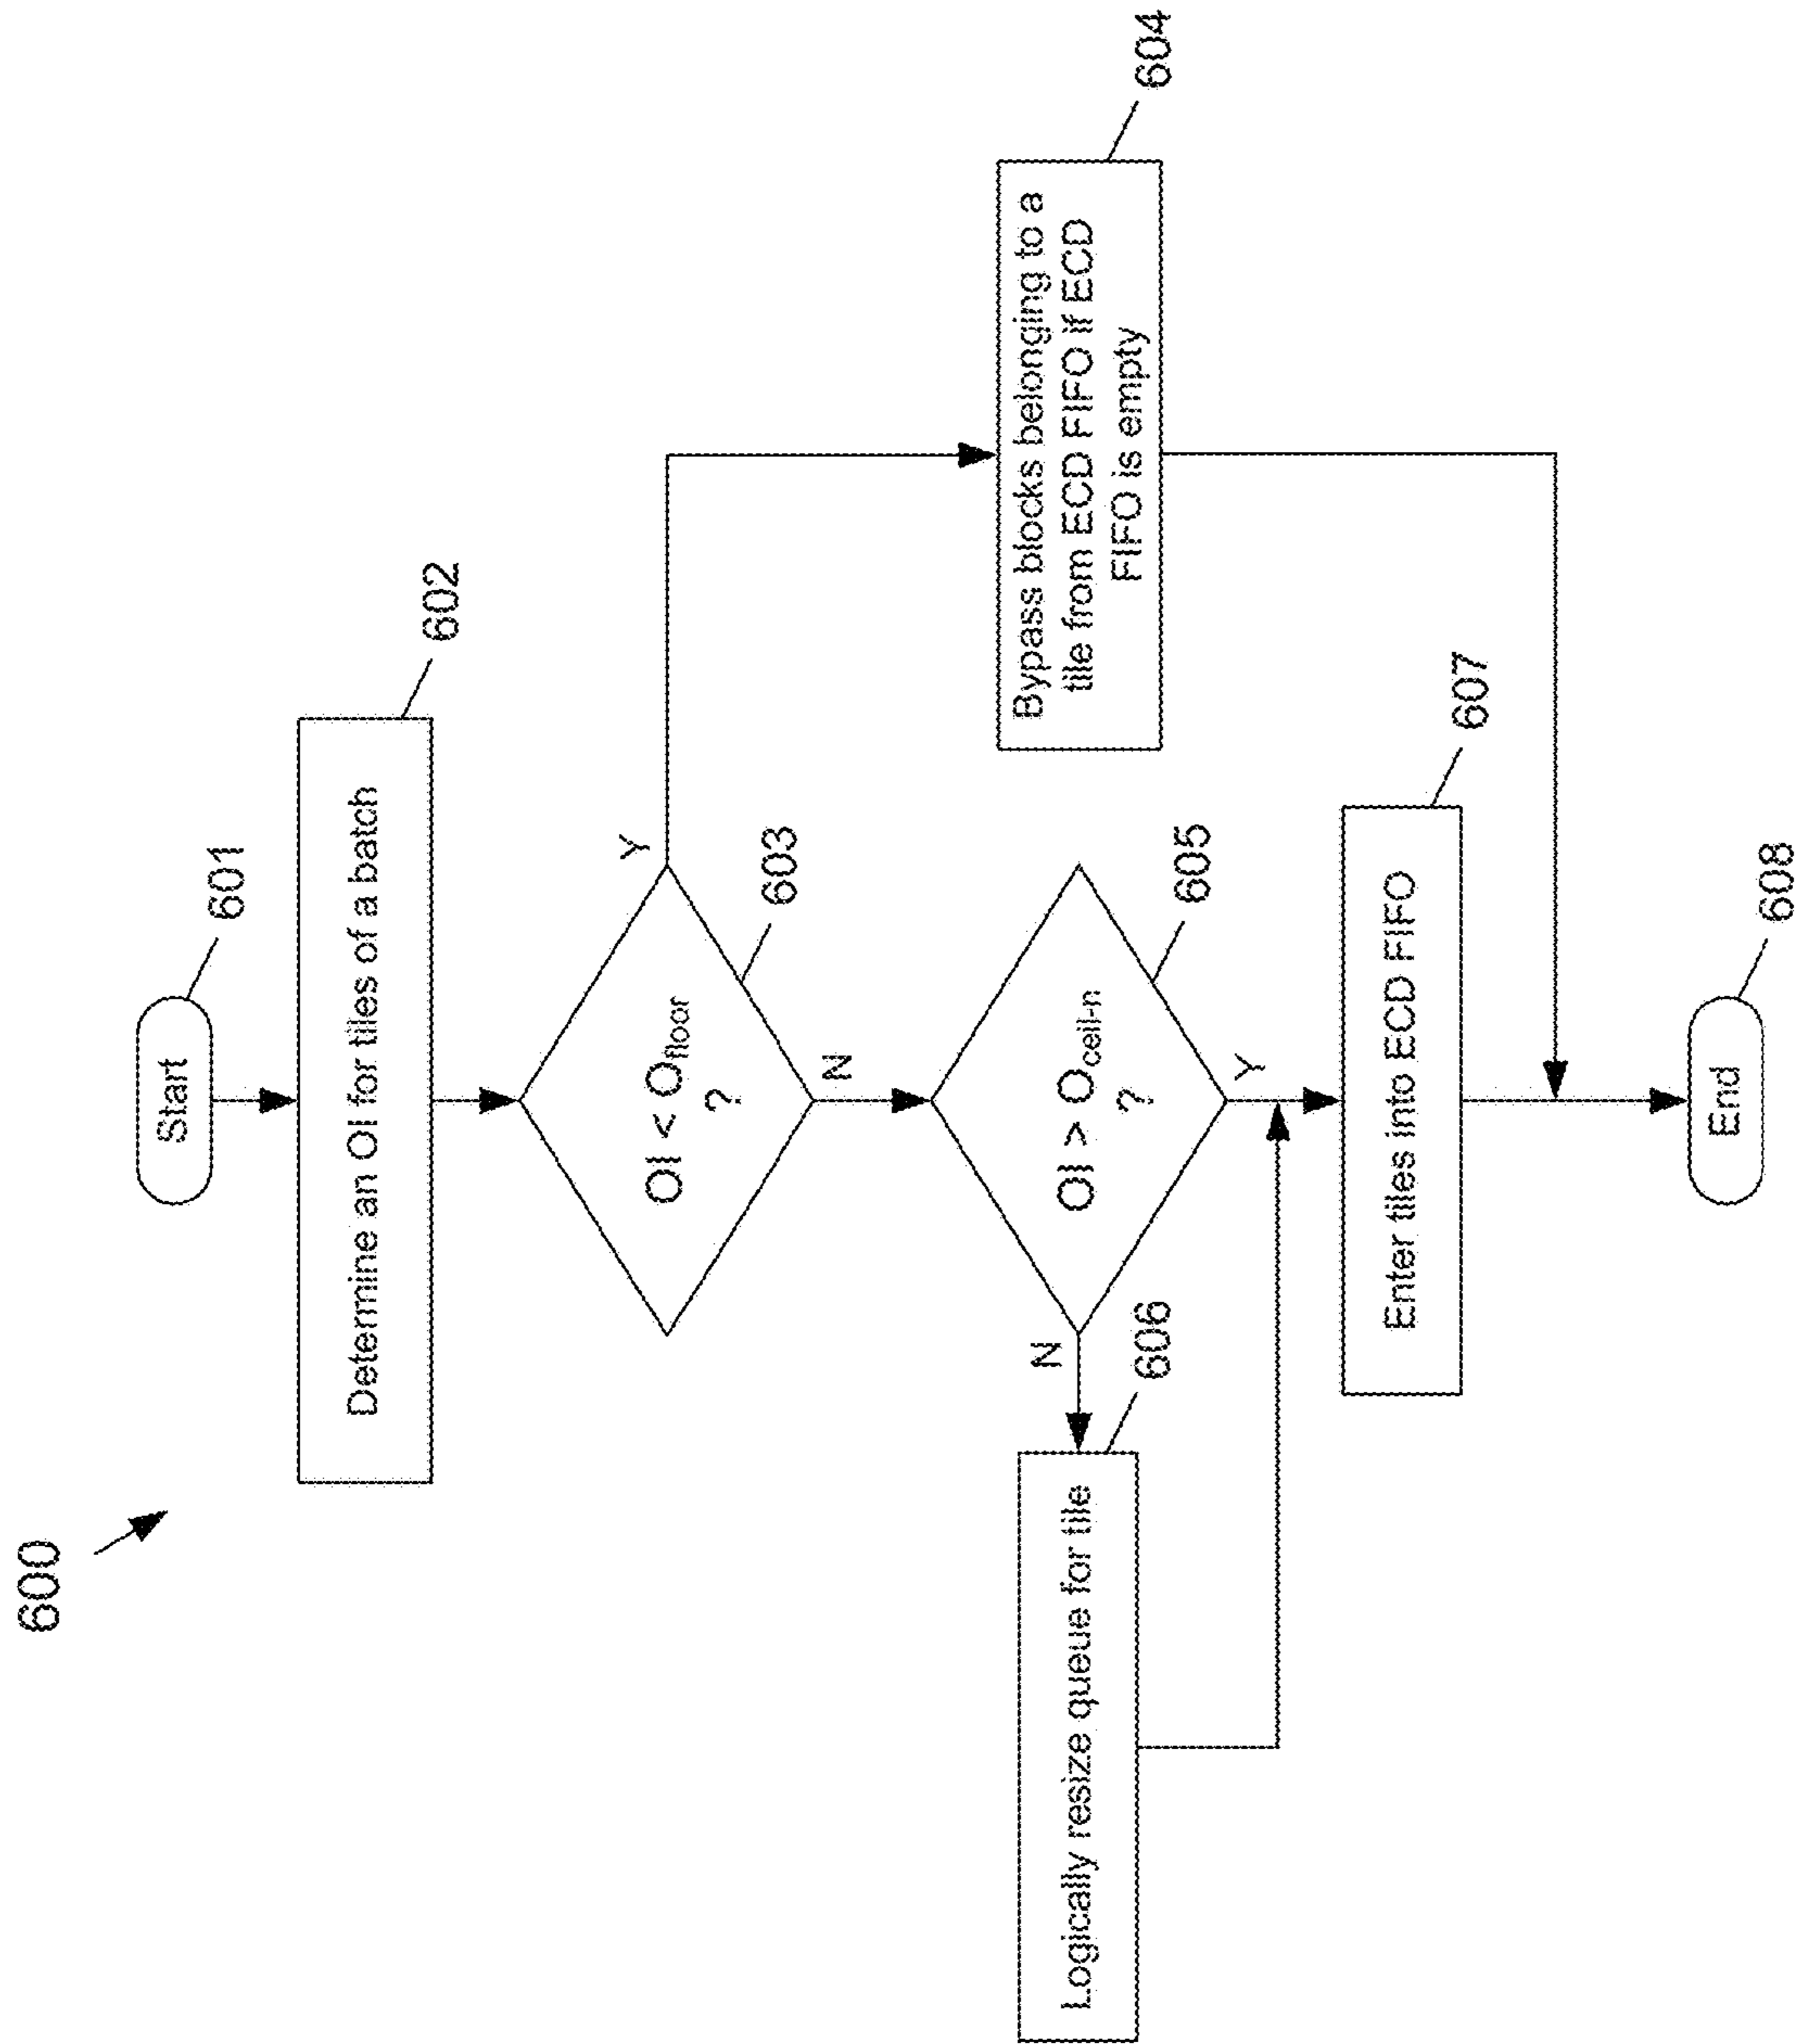 600
Start
601
Determine an OI for tiles of a batch
602
OI < Ofloor
?
603
Y
N
Bypass blocks belonging to a
tile from ECD FIFO if ECD
FIFO is empty
604
OI > Oceil-n
?
605
N
Y
Logically resize queue for tile
606
Enter tiles into ECD FIFO
607
End
608